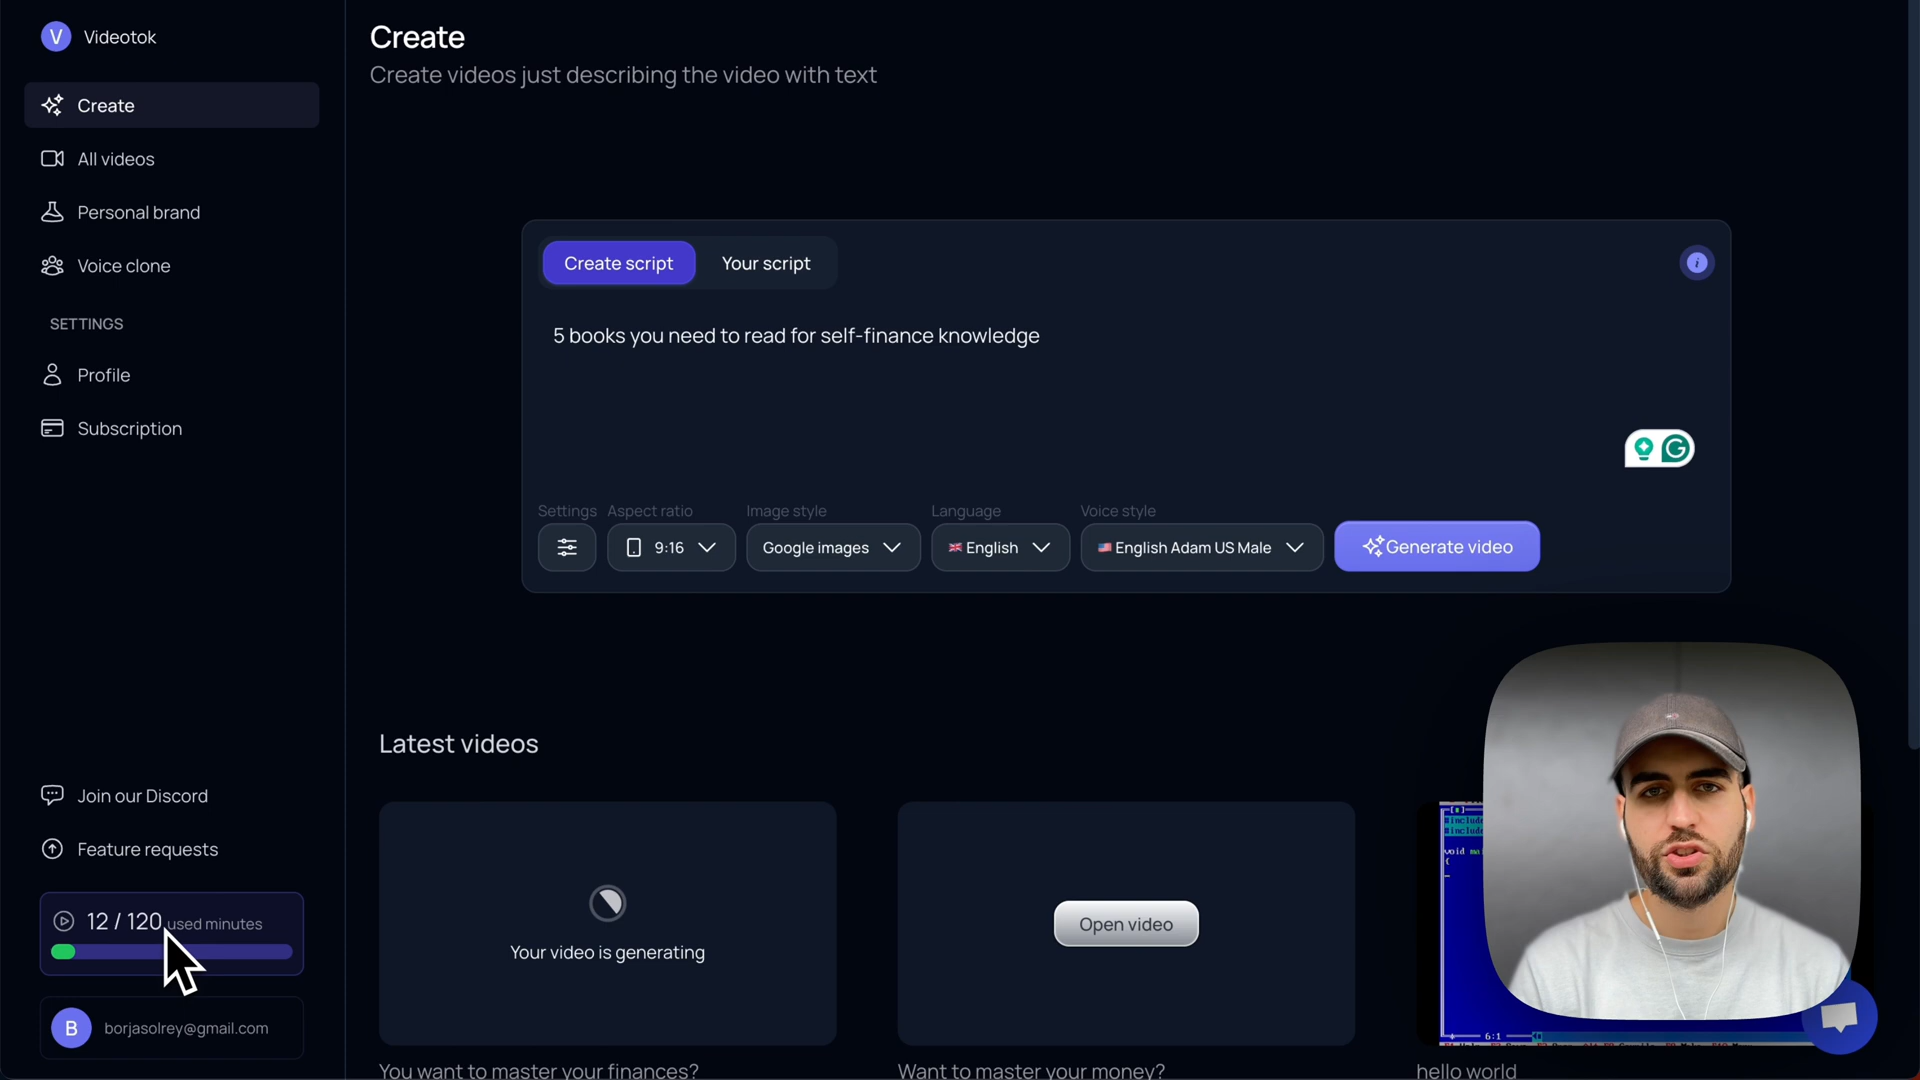 V Videotok
Create
All videos
Personal brand
Voice clone
SETTINGS
Profile
Subscription
Join our Discord
Feature requests
12 / 120 used minutes
B borjasolrey@gmail.com
Create
Create videos just describing the video with text
Create script Your script
i
5 books you need to read for self-finance knowledge
G
Settings Aspect ratio Image style Language Voice style
9:16 Google images English English Adam US Male Generate video
Latest videos
Your video is generating
Open video
void
{
6:1
You want to master your finances? Want to master your money? hello world